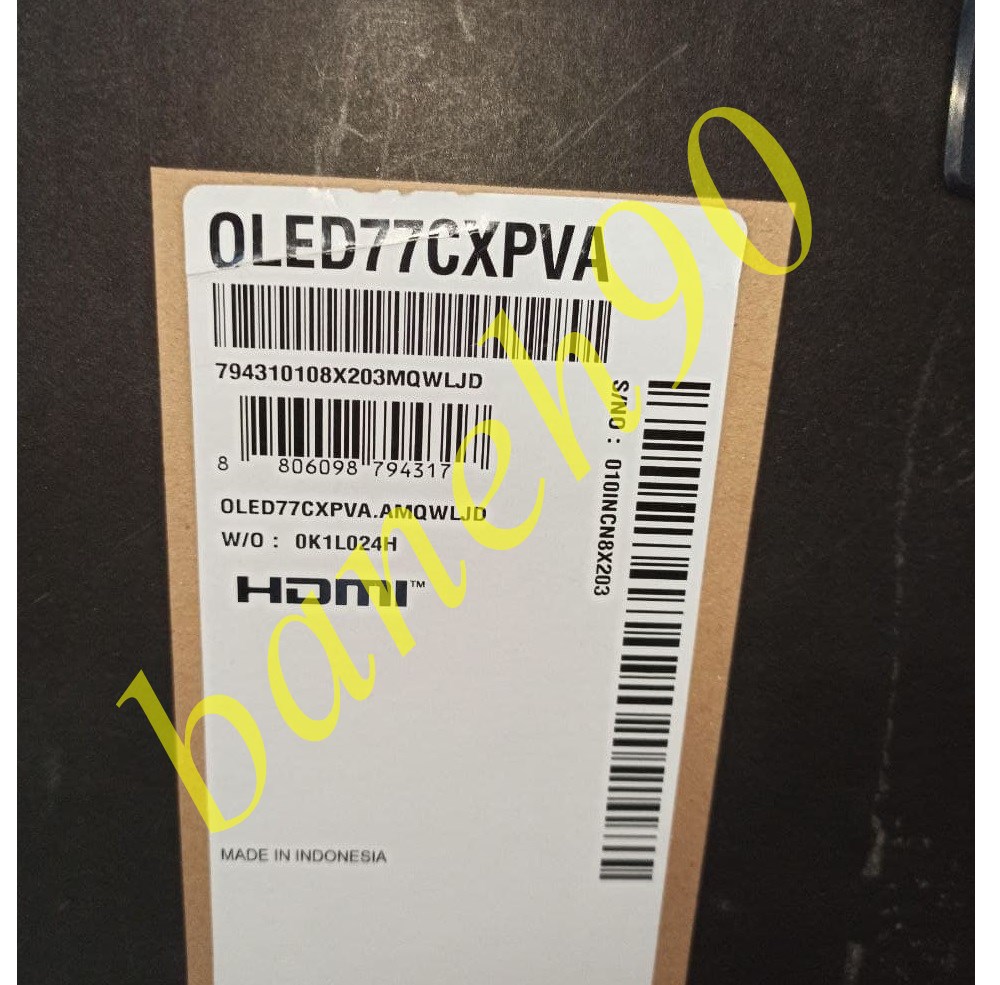 OLED77CXPVA
794310108X203MQWLJD
8 806098 794317
OLED77CXPVA.AMQWLJD
W/O : 0K1L024H
HDMI™
MADE IN INDONESIA
S/NO : 010INCN8X203
baneh90